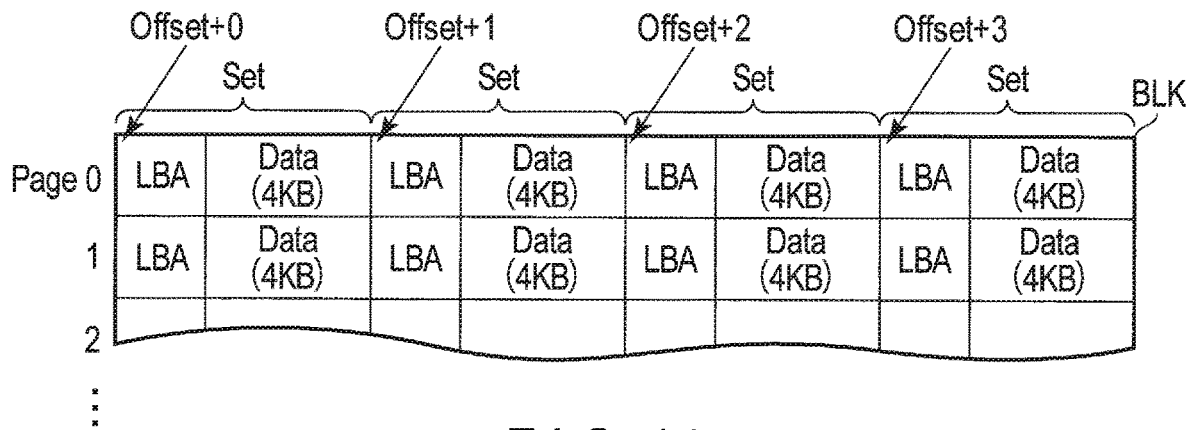 Offset+0 Offset+1 Offset+2 Offset+3
Set Set Set Set BLK
Page 0 LBA Data (4KB) LBA Data (4KB) LBA Data (4KB) LBA Data (4KB)
1 LBA Data (4KB) LBA Data (4KB) LBA Data (4KB) LBA Data (4KB)
2